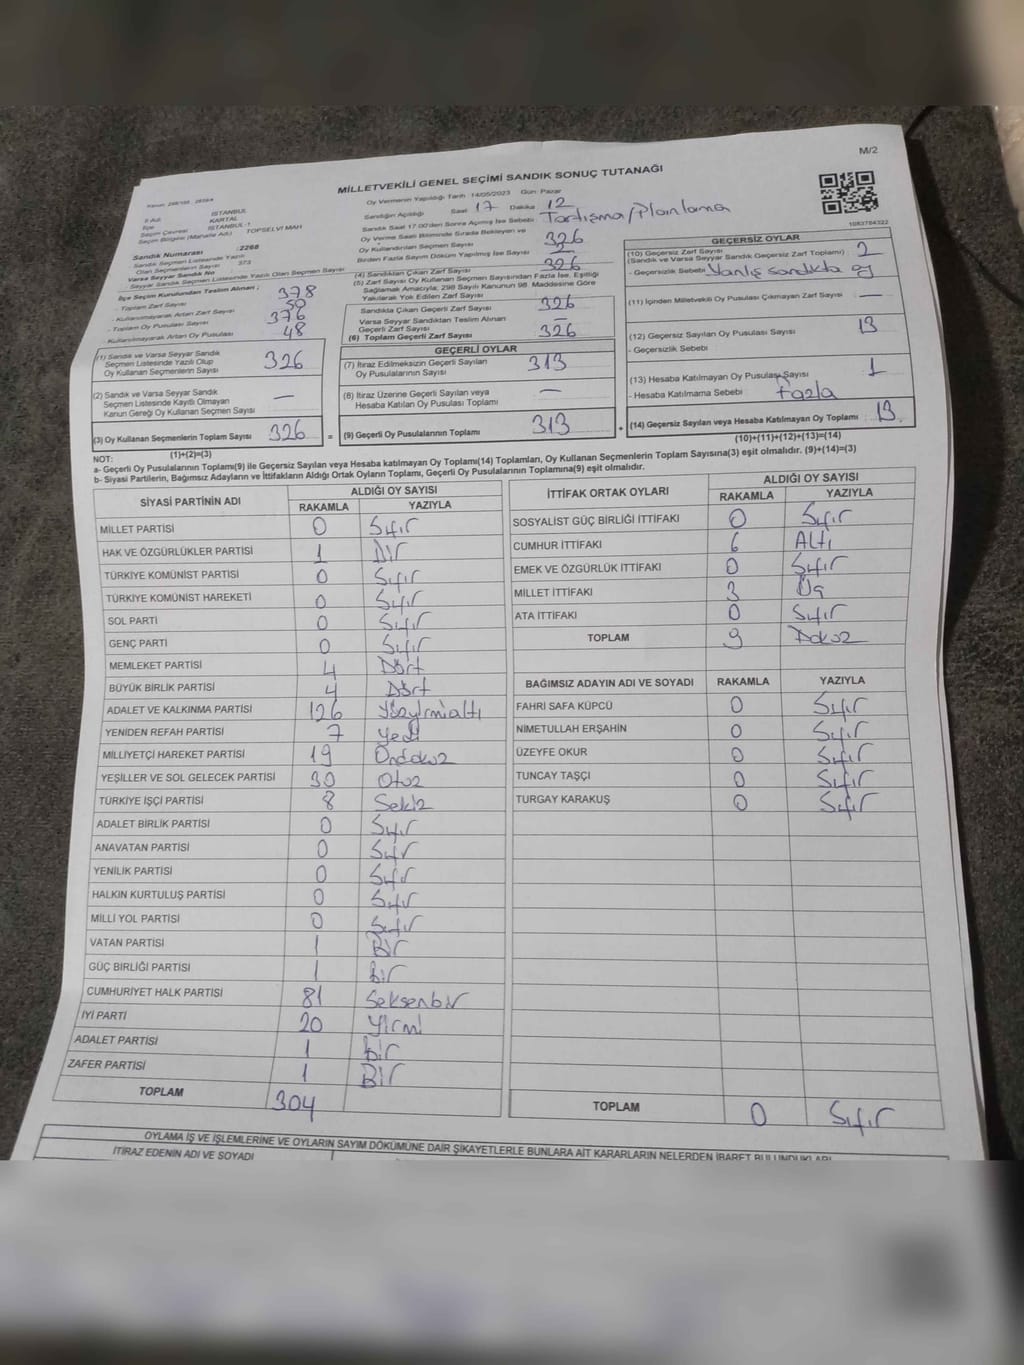 M/2
MİLLETVEKİLİ GENEL SEÇİMİ SANDIK SONUÇ TUTANAĞI
Oy Vermenin Yapıldığı Tarih : 14/05/2023 Gün: Pazar
İl Adı İSTANBUL
İlçe KARTAL
Seçim Çevresi İSTANBUL-1
Seçim Bölgesi (Mahalle Adı) TOPSELVİ MAH
Sandık Numarası : 2268
Sandık Seçmen Listesinde Yazılı Olan Seçmen Sayısı : 373
Varsa Seyyar Sandık No :
Seyyar Sandık Seçmen Listesinde Yazılı Olan Seçmen Sayısı
İlçe Seçim Kurulundan Teslim Alınan ;
- Toplam Zarf Sayısı : 378
- Kullanılmayarak Artan Zarf Sayısı
- Toplam Oy Pusulası Sayısı 376
- Kullanılmayarak Artan Oy Pusulası 48
Sandığın Açıldığı Saat 17 Dakika 12
Sandık Saat 17.00'den Sonra Açılmış İse Sebebi: Tartışma/Planlama
Oy Verme Saati Bitiminde Sırada Bekleyen ve Oy Kullandırılan Seçmen Sayısı 326
Birden Fazla Sayım Döküm Yapılmış İse Sayısı —
(4) Sandıktan Çıkan Zarf Sayısı 326
(5) Zarf Sayısı Oy Kullanan Seçmen Sayısından Fazla İse, Eşitliği
Sağlamak Amacıyla; 298 Sayılı Kanunun 98. Maddesine Göre
Yakılarak Yok Edilen Zarf Sayısı
Sandıkta Çıkan Geçerli Zarf Sayısı 326
Varsa Seyyar Sandıktan Teslim Alınan
Geçerli Zarf Sayısı —
(6) Toplam Geçerli Zarf Sayısı 326
GEÇERSİZ OYLAR
(10) Geçersiz Zarf Sayısı
(Sandık ve Varsa Seyyar Sandık Geçersiz Zarf Toplamı) 2
- Geçersizlik Sebebi: Yanlış sandıkta oy
(11) İçinden Milletvekili Oy Pusulası Çıkmayan Zarf Sayısı —
(12) Geçersiz Sayılan Oy Pusulası Sayısı 13
- Geçersizlik Sebebi
(13) Hesaba Katılmayan Oy Pusulası Sayısı 1
- Hesaba Katılmama Sebebi fazla
(14) Geçersiz Sayılan veya Hesaba Katılmayan Oy Toplamı 13
(10)+(11)+(12)+(13)=(14)
(1) Sandık ve Varsa Seyyar Sandık
Seçmen Listesinde Yazılı Olup
Oy Kullanan Seçmenlerin Sayısı 326
(2) Sandık ve Varsa Seyyar Sandık
Seçmen Listesinde Kayıtlı Olmayan
Kanun Gereği Oy Kullanan Seçmen Sayısı —
(3) Oy Kullanan Seçmenlerin Toplam Sayısı 326
(1)+(2)=(3)
GEÇERLİ OYLAR
(7) İtiraz Edilmeksizin Geçerli Sayılan
Oy Pusulalarının Sayısı 313
(8) İtiraz Üzerine Geçerli Sayılan veya
Hesaba Katılan Oy Pusulası Toplamı —
= (9) Geçerli Oy Pusulalarının Toplamı 313 +
NOT:
a- Geçerli Oy Pusulalarının Toplamı(9) ile Geçersiz Sayılan veya Hesaba katılmayan Oy Toplamı(14) Toplamları, Oy Kullanan Seçmenlerin Toplam Sayısına(3) eşit olmalıdır. (9)+(14)=(3)
b- Siyasi Partilerin, Bağımsız Adayların ve İttifakların Aldığı Ortak Oyların Toplamı, Geçerli Oy Pusulalarının Toplamına(9) eşit olmalıdır.
SİYASİ PARTİNİN ADI ALDIĞI OY SAYISI
RAKAMLA YAZIYLA
MİLLET PARTİSİ 0 Sıfır
HAK VE ÖZGÜRLÜKLER PARTİSİ 1 Bir
TÜRKİYE KOMÜNİST PARTİSİ 0 Sıfır
TÜRKİYE KOMÜNİST HAREKETİ 0 Sıfır
SOL PARTİ 0 Sıfır
GENÇ PARTİ 0 Sıfır
MEMLEKET PARTİSİ 4 Dört
BÜYÜK BİRLİK PARTİSİ 4 Dört
ADALET VE KALKINMA PARTİSİ 126 Yüzyirmialtı
YENİDEN REFAH PARTİSİ 7 Yedi
MİLLİYETÇİ HAREKET PARTİSİ 19 Ondokuz
YEŞİLLER VE SOL GELECEK PARTİSİ 30 Otuz
TÜRKİYE İŞÇİ PARTİSİ 8 Sekiz
ADALET BİRLİK PARTİSİ 0 Sıfır
ANAVATAN PARTİSİ 0 Sıfır
YENİLİK PARTİSİ 0 Sıfır
HALKIN KURTULUŞ PARTİSİ 0 Sıfır
MİLLİ YOL PARTİSİ 0 Sıfır
VATAN PARTİSİ 1 Bir
GÜÇ BİRLİĞİ PARTİSİ 1 Bir
CUMHURİYET HALK PARTİSİ 81 Seksenbir
İYİ PARTİ 20 Yirmi
ADALET PARTİSİ 1 Bir
ZAFER PARTİSİ 1 Bir
TOPLAM 304
İTTİFAK ORTAK OYLARI ALDIĞI OY SAYISI
RAKAMLA YAZIYLA
SOSYALİST GÜÇ BİRLİĞİ İTTİFAKI 0 Sıfır
CUMHUR İTTİFAKI 6 Altı
EMEK VE ÖZGÜRLÜK İTTİFAKI 0 Sıfır
MİLLET İTTİFAKI 3 Üç
ATA İTTİFAKI 0 Sıfır
TOPLAM 9 Dokuz
BAĞIMSIZ ADAYIN ADI VE SOYADI RAKAMLA YAZIYLA
FAHRİ SAFA KÜPCÜ 0 Sıfır
NİMETULLAH ERŞAHİN 0 Sıfır
ÜZEYFE OKUR 0 Sıfır
TUNCAY TAŞÇI 0 Sıfır
TURGAY KARAKUŞ 0 Sıfır
TOPLAM 0 Sıfır
OYLAMA İŞ VE İŞLEMLERİNE VE OYLARIN SAYIM DÖKÜMÜNE DAİR ŞİKAYETLERLE BUNLARA AİT KARARLARIN NELERDEN İBARET BULUNDUKLARI
İTİRAZ EDENİN ADI VE SOYADI